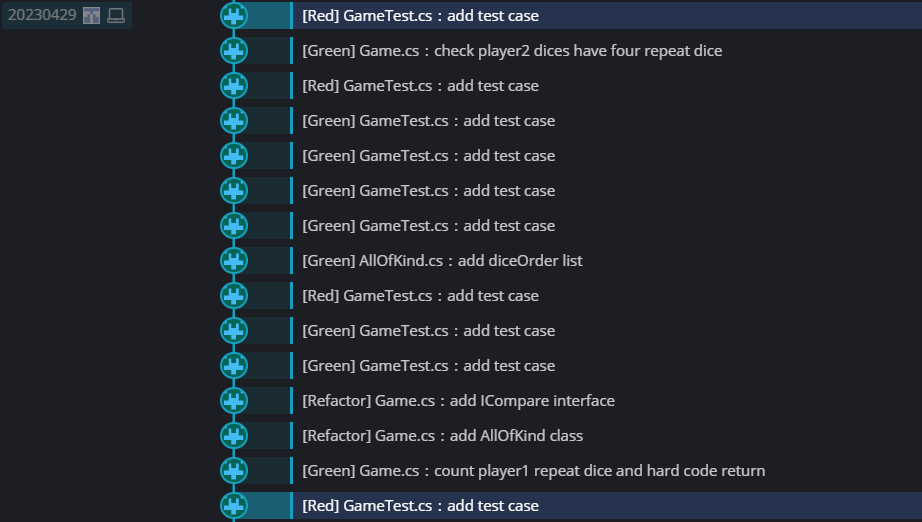 20230429
[Red] GameTest.cs : add test case
[Green] Game.cs : check player2 dices have four repeat dice
[Red] GameTest.cs : add test case
[Green] GameTest.cs : add test case
[Green] GameTest.cs : add test case
[Green] GameTest.cs : add test case
[Green] GameTest.cs : add test case
[Green] AllOfKind.cs : add diceOrder list
[Red] GameTest.cs : add test case
[Green] GameTest.cs : add test case
[Green] GameTest.cs : add test case
[Refactor] Game.cs : add ICompare interface
[Refactor] Game.cs : add AllOfKind class
[Green] Game.cs : count player1 repeat dice and hard code return
[Red] GameTest.cs : add test case